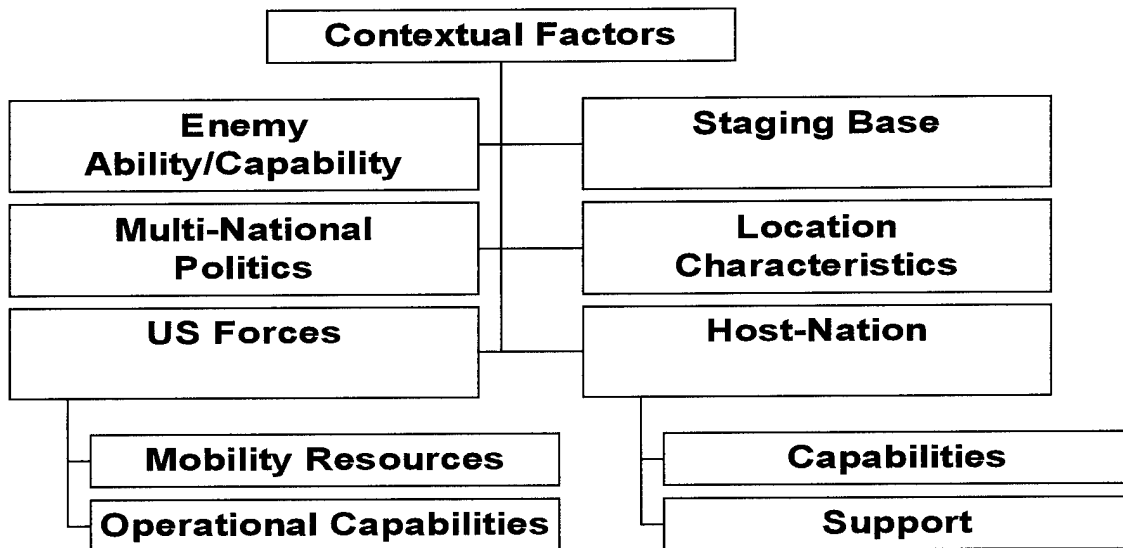 Contextual Factors
Enemy
Ability/Capability
Staging Base
Multi-National
Politics
Location
Characteristics
US Forces
Host-Nation
Mobility Resources
Operational Capabilities
Capabilities
Support